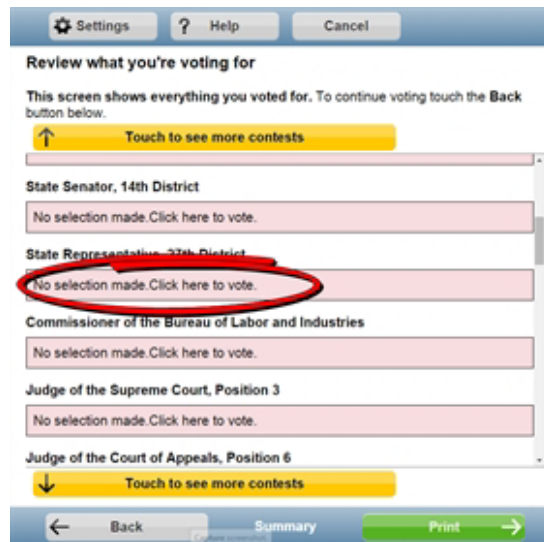 Settings ? Help Cancel
Review what you're voting for
This screen shows everything you voted for. To continue voting touch the Back
button below.
Touch to see more contests
State Senator, 14th District
No selection made.Click here to vote.
State Representative, 27th District
No selection made.Click here to vote.
Commissioner of the Bureau of Labor and Industries
No selection made.Click here to vote.
Judge of the Supreme Court, Position 3
No selection made.Click here to vote.
Judge of the Court of Appeals, Position 6
Touch to see more contests
Back Summary Print
Capture screenshot.